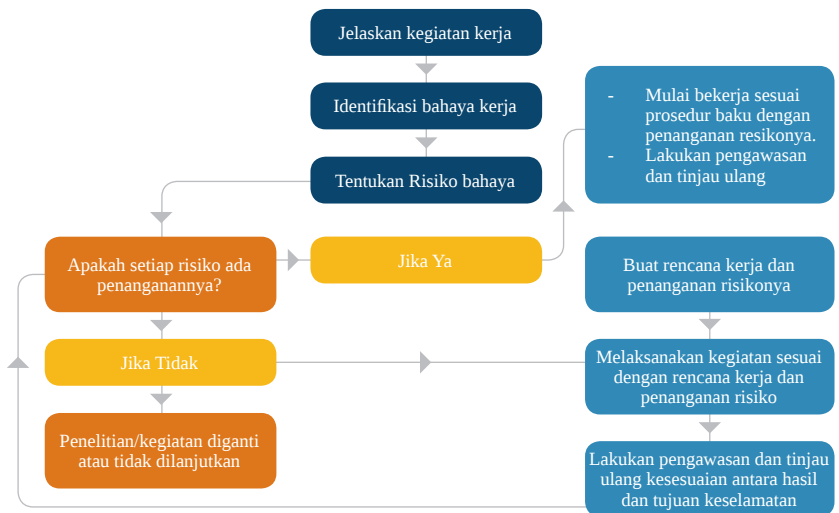 Jelaskan kegiatan kerja
Identifikasi bahaya kerja
Tentukan Risiko bahaya
Apakah setiap risiko ada
penanganannya?
Jika Ya
- Mulai bekerja sesuai
prosedur baku dengan
penanganan resikonya.
- Lakukan pengawasan
dan tinjau ulang
Jika Tidak
Penelitian/kegiatan diganti
atau tidak dilanjutkan
Buat rencana kerja dan
penanganan risikonya
Melaksanakan kegiatan sesuai
dengan rencana kerja dan
penanganan risiko
Lakukan pengawasan dan tinjau
ulang kesesuaian antara hasil
dan tujuan keselamatan